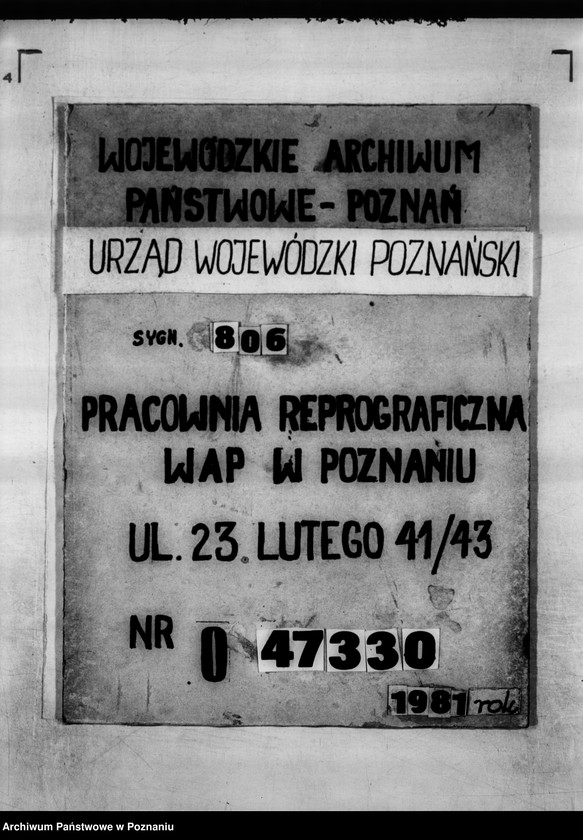 4
WOJEWÓDZKIE ARCHIWUM
PAŃSTWOWE - POZNAŃ
URZĄD WOJEWÓDZKI POZNAŃSKI
SYGN. 806
PRACOWNIA REPROGRAFICZNA
WAP W POZNANIU
UL. 23. LUTEGO 41/43
NR 0 47330
1981 rok
Archiwum Państwowe w Poznaniu